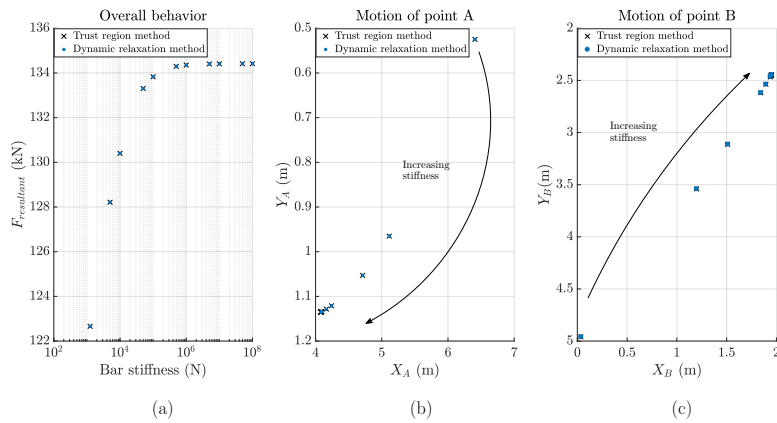 Overall behavior
136
134
132
130
128
126
124
122
F_resultant (kN)
Trust region method
Dynamic relaxation method
10^2
10^4
10^6
10^8
Bar stiffness (N)
(a)
Motion of point A
0.5
0.6
0.7
0.8
0.9
1
1.1
1.2
Y_A (m)
Trust region method
Dynamic relaxation method
Increasing
stiffness
4
5
6
7
X_A (m)
(b)
Motion of point B
2
2.5
3
3.5
4
4.5
5
Y_B(m)
Trust region method
Dynamic relaxation method
Increasing
stiffness
0
0.5
1
1.5
2
X_B (m)
(c)